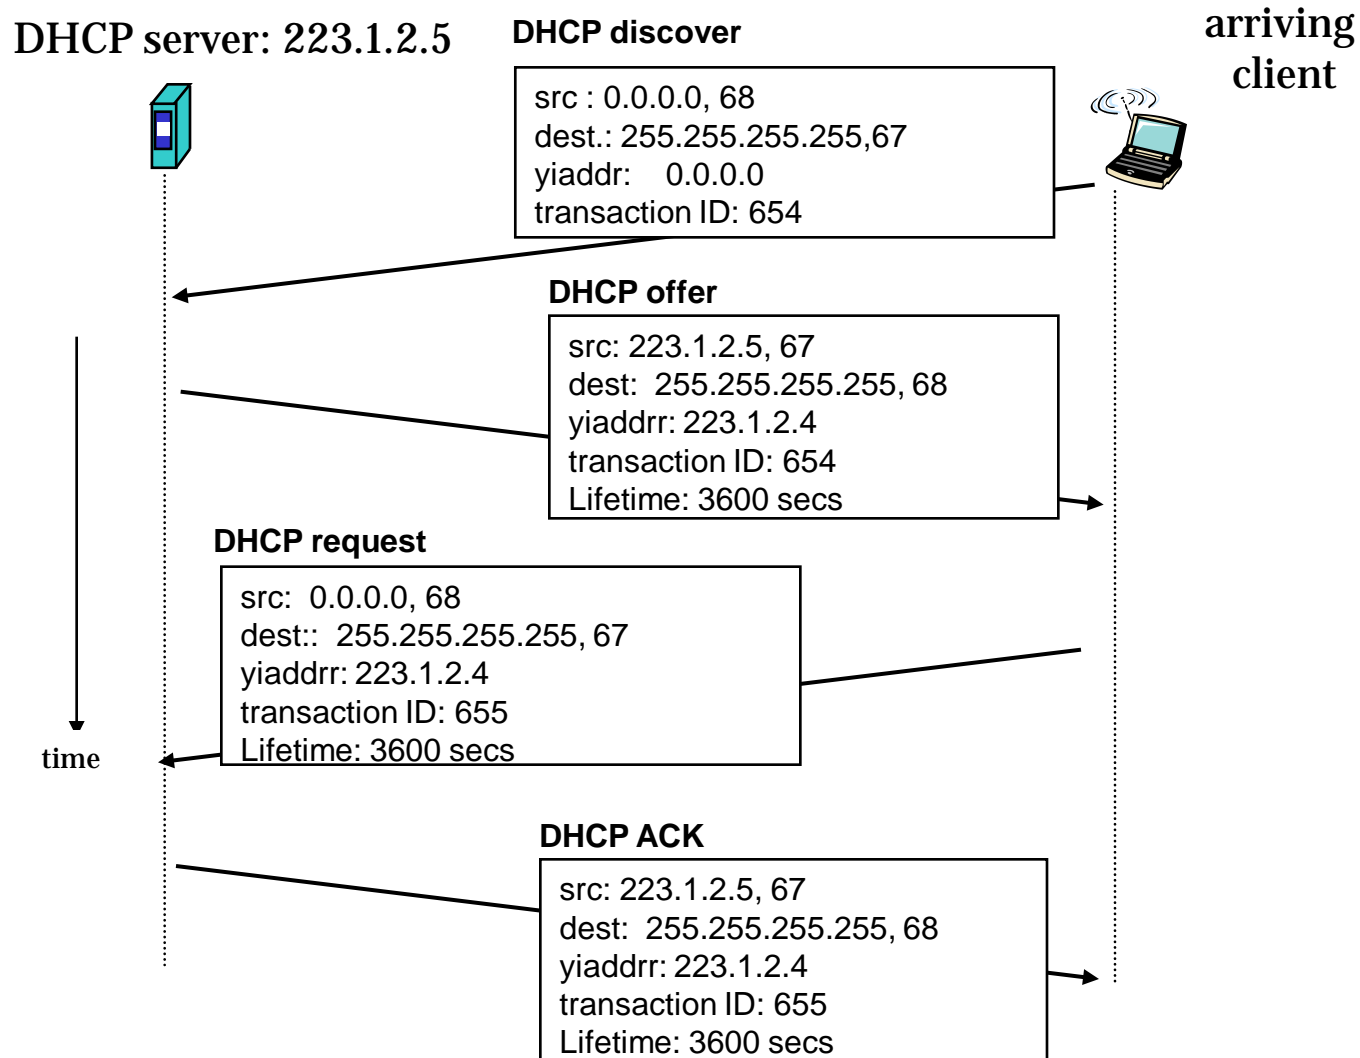 DHCP server: 223.1.2.5
DHCP discover
arriving
client
src : 0.0.0.0, 68
dest.: 255.255.255.255,67
yiaddr: 0.0.0.0
transaction ID: 654
DHCP offer
src: 223.1.2.5, 67
dest: 255.255.255.255, 68
yiaddrr: 223.1.2.4
transaction ID: 654
Lifetime: 3600 secs
DHCP request
src: 0.0.0.0, 68
dest:: 255.255.255.255, 67
yiaddrr: 223.1.2.4
transaction ID: 655
Lifetime: 3600 secs
time
DHCP ACK
src: 223.1.2.5, 67
dest: 255.255.255.255, 68
yiaddrr: 223.1.2.4
transaction ID: 655
Lifetime: 3600 secs